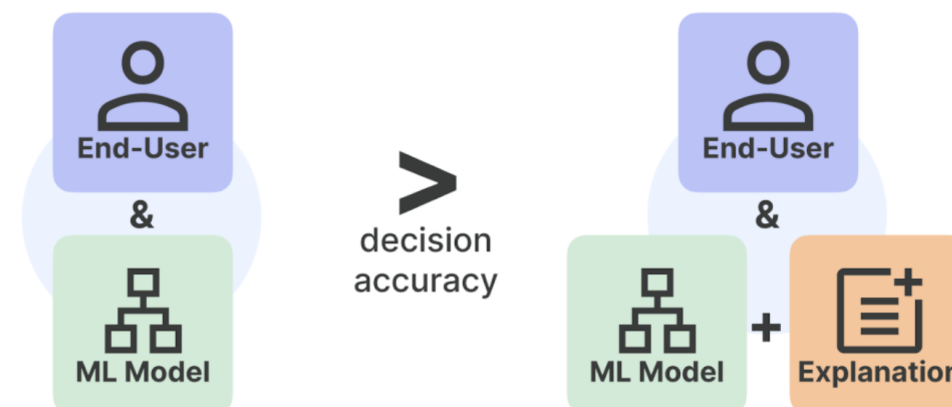 End-User
&
ML Model
>
decision
accuracy
End-User
&
ML Model
+
Explanation